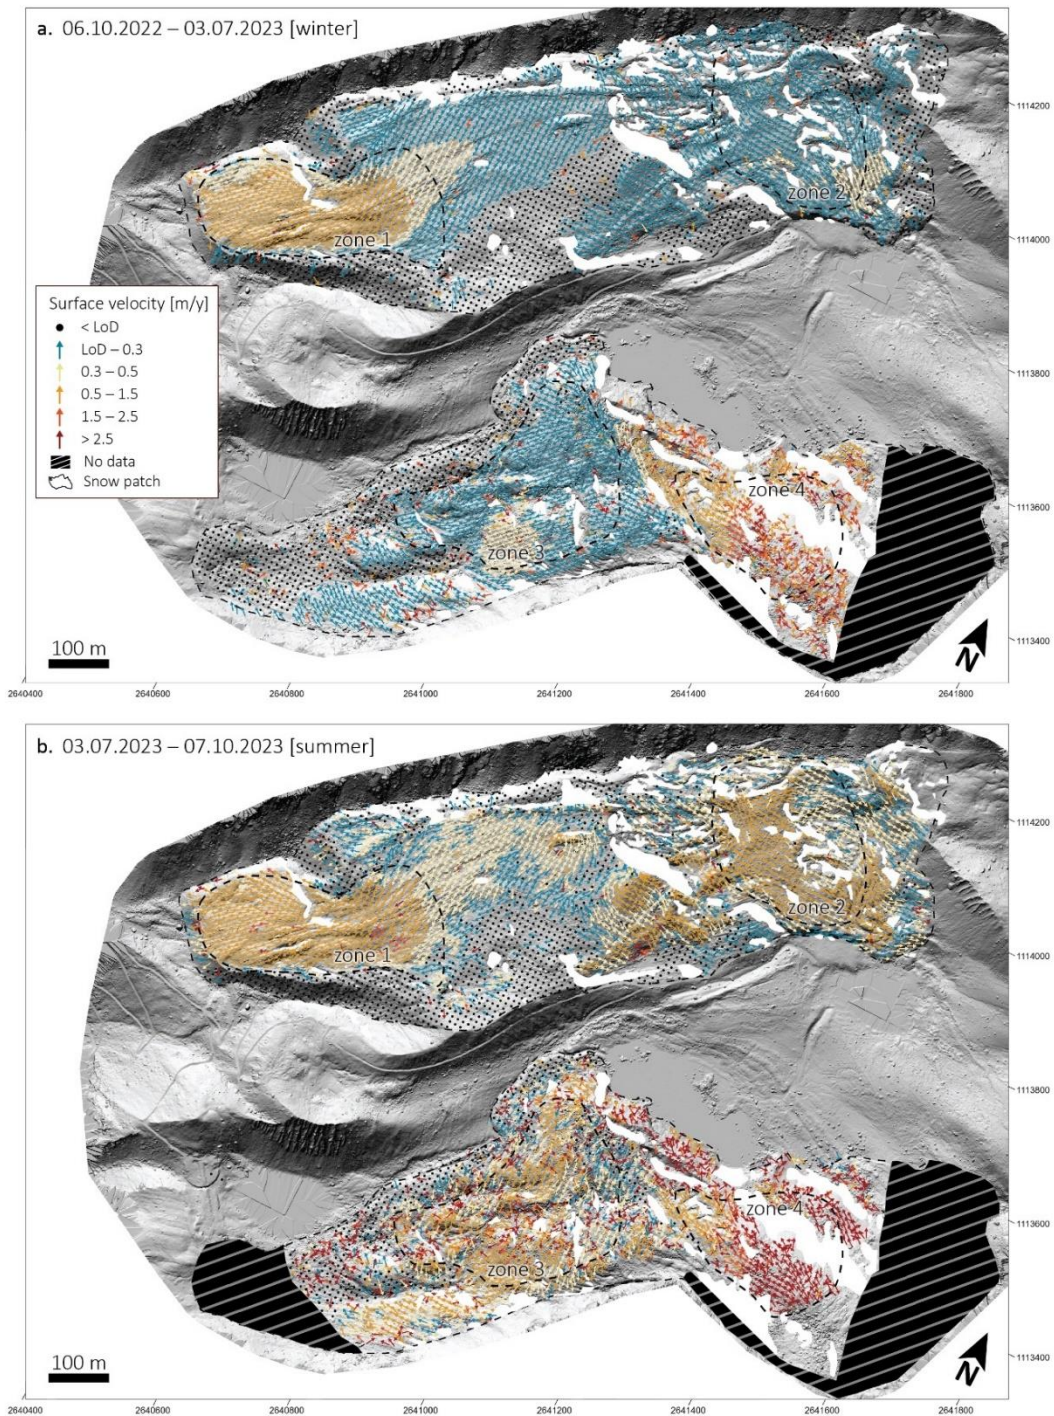 a. 06.10.2022 – 03.07.2023 [winter]
1114200
zone 2
zone 1
1114000
Surface velocity [m/y]
< LoD
LoD – 0.3
0.3 – 0.5
0.5 – 1.5
1.5 – 2.5
> 2.5
No data
Snow patch
1113800
zone 4
1113600
zone 3
1113400
100 m
N
2640400 2640600 2640800 2641000 2641200 2641400 2641600 2641800
b. 03.07.2023 – 07.10.2023 [summer]
1114200
zone 2
zone 1
1114000
1113800
zone 4
1113600
zone 3
1113400
100 m
N
2640400 2640600 2640800 2641000 2641200 2641400 2641600 2641800